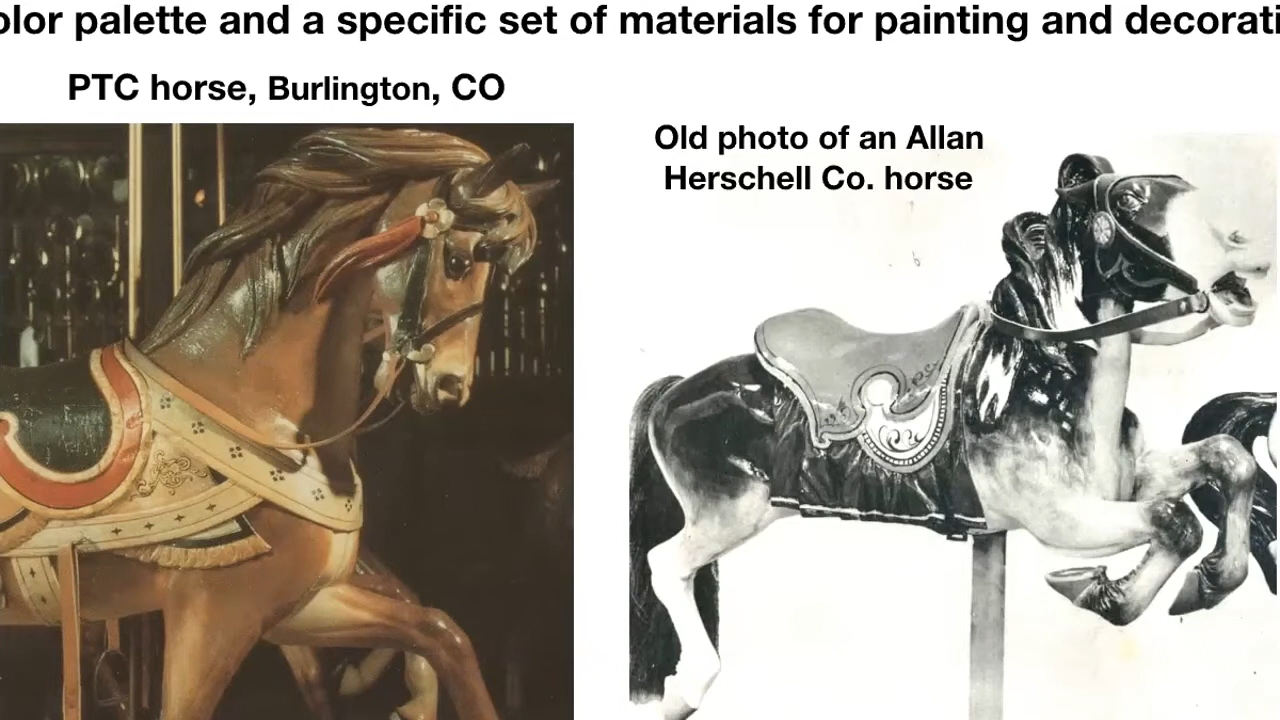 olor palette and a specific set of materials for painting and decorati
PTC horse, Burlington, CO
Old photo of an Allan
Herschell Co. horse